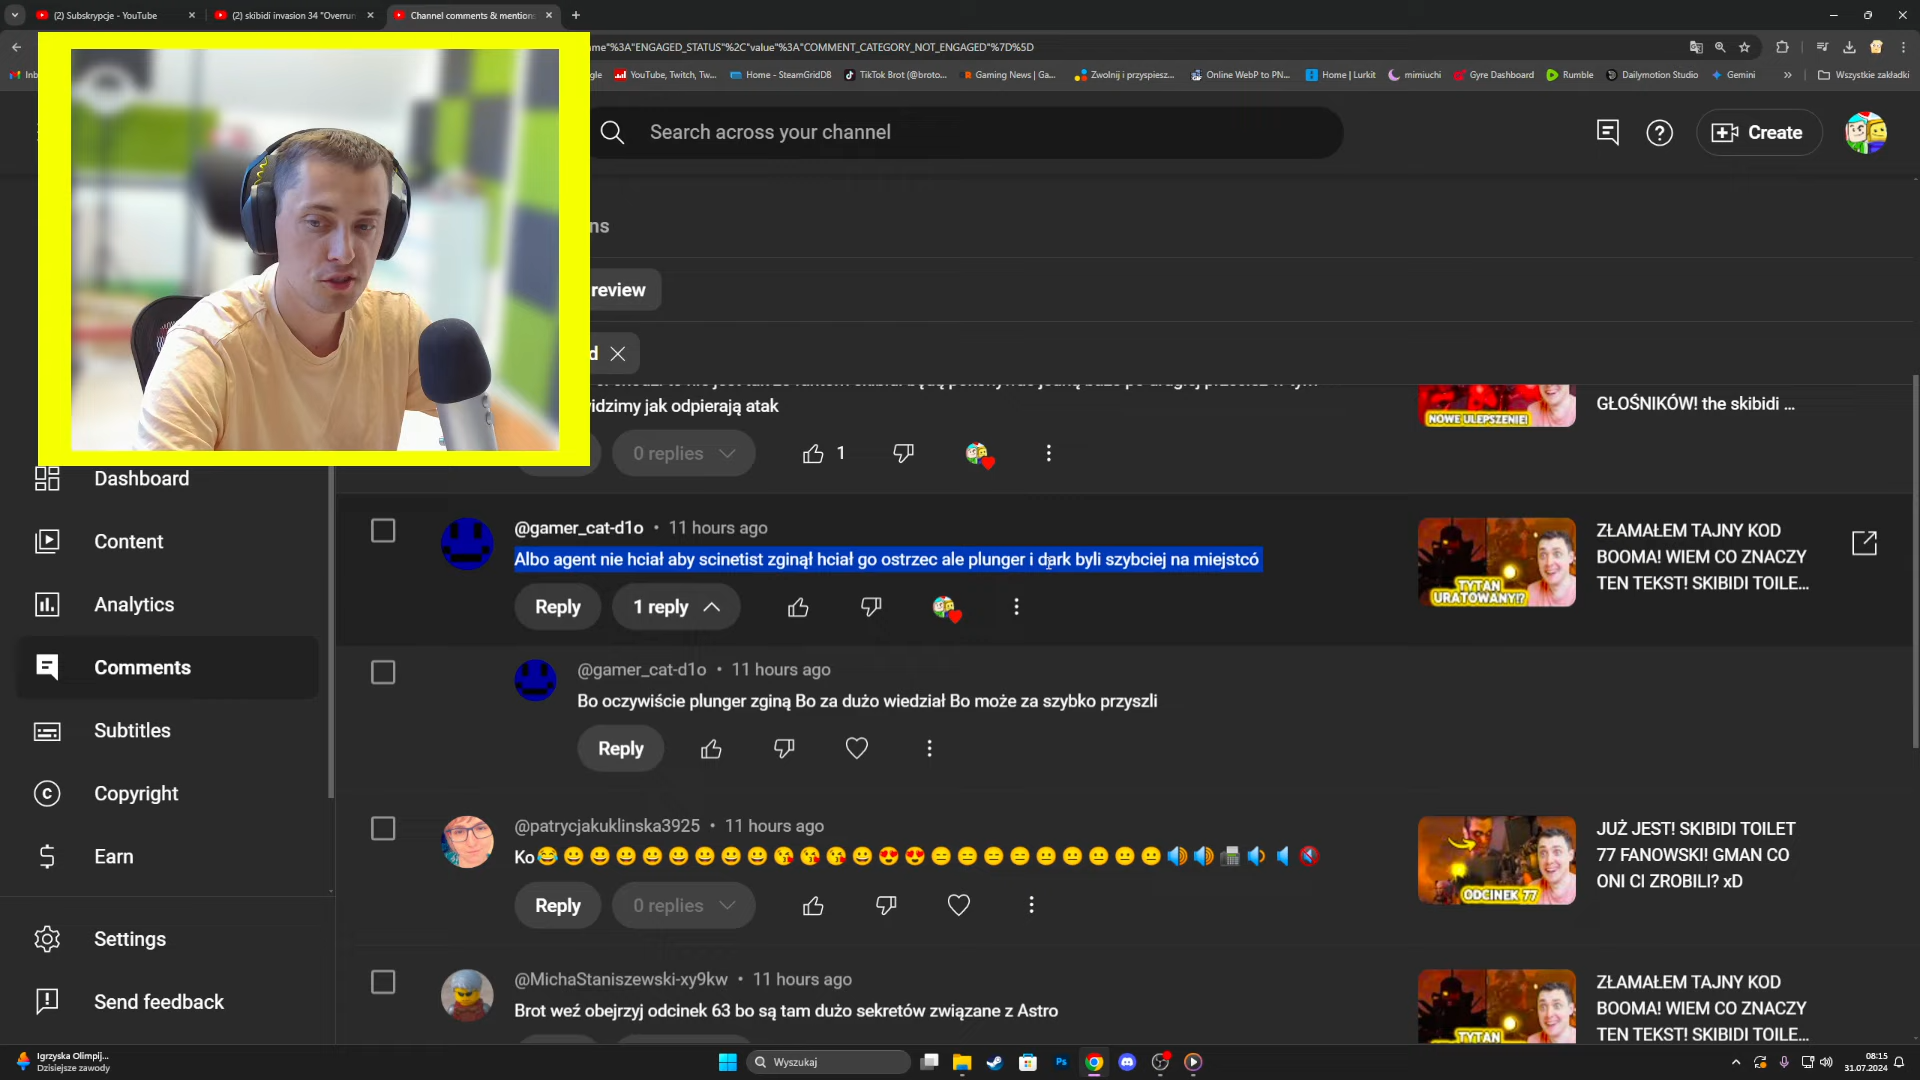 (2) Subskrypcje - YouTube
(2) skibidi invasion 34 "Overrun
Channel comments & mentions
ame"%3A"ENGAGED_STATUS"%2C"value"%3A"COMMENT_CATEGORY_NOT_ENGAGED"%7D%5D
Inb
gle
YouTube, Twitch, Tw...
Home - SteamGridDB
TikTok Brot (@broto...
Gaming News | Ga...
Zwolnij i przyspiesz...
Online WebP to PN...
Home | Lurkit
mimiuchi
Gyre Dashboard
Rumble
Dailymotion Studio
Gemini
Wszystkie zakładki
Search across your channel
Create
ns
review
d
idzimy jak odpierają atak
0 replies
1
NOWE ULEPSZENIE!
GŁOŚNIKÓW! the skibidi ...
Dashboard
Content
Analytics
Comments
Subtitles
Copyright
Earn
Settings
Send feedback
@gamer_cat-d1o • 11 hours ago
Albo agent nie hciał aby scinetist zginął hciał go ostrzec ale plunger i dark byli szybciej na miejstcó
Reply
1 reply
TYTAN
URATOWANY!?
ZŁAMAŁEM TAJNY KOD
BOOMA! WIEM CO ZNACZY
TEN TEKST! SKIBIDI TOILE...
@gamer_cat-d1o • 11 hours ago
Bo oczywiście plunger zginą Bo za dużo wiedział Bo może za szybko przyszli
Reply
@patrycjakuklinska3925 • 11 hours ago
Ko😂😀😀😀😀😀😀😀😀😘😘😘😀😍😍😑😑😑😑😐😐😐😐😐🔊🔊📠🔉🔈🔇
Reply
0 replies
ODCINEK 77
JUŻ JEST! SKIBIDI TOILET
77 FANOWSKI! GMAN CO
ONI CI ZROBILI? xD
@MichaStaniszewski-xy9kw • 11 hours ago
Brot weź obejrzyj odcinek 63 bo są tam dużo sekretów związane z Astro
TYTAN
ZŁAMAŁEM TAJNY KOD
BOOMA! WIEM CO ZNACZY
TEN TEKST! SKIBIDI TOILE...
Igrzyska Olimpij...
Dzisiejsze zawody
Wyszukaj
Ps
08:15
31.07.2024